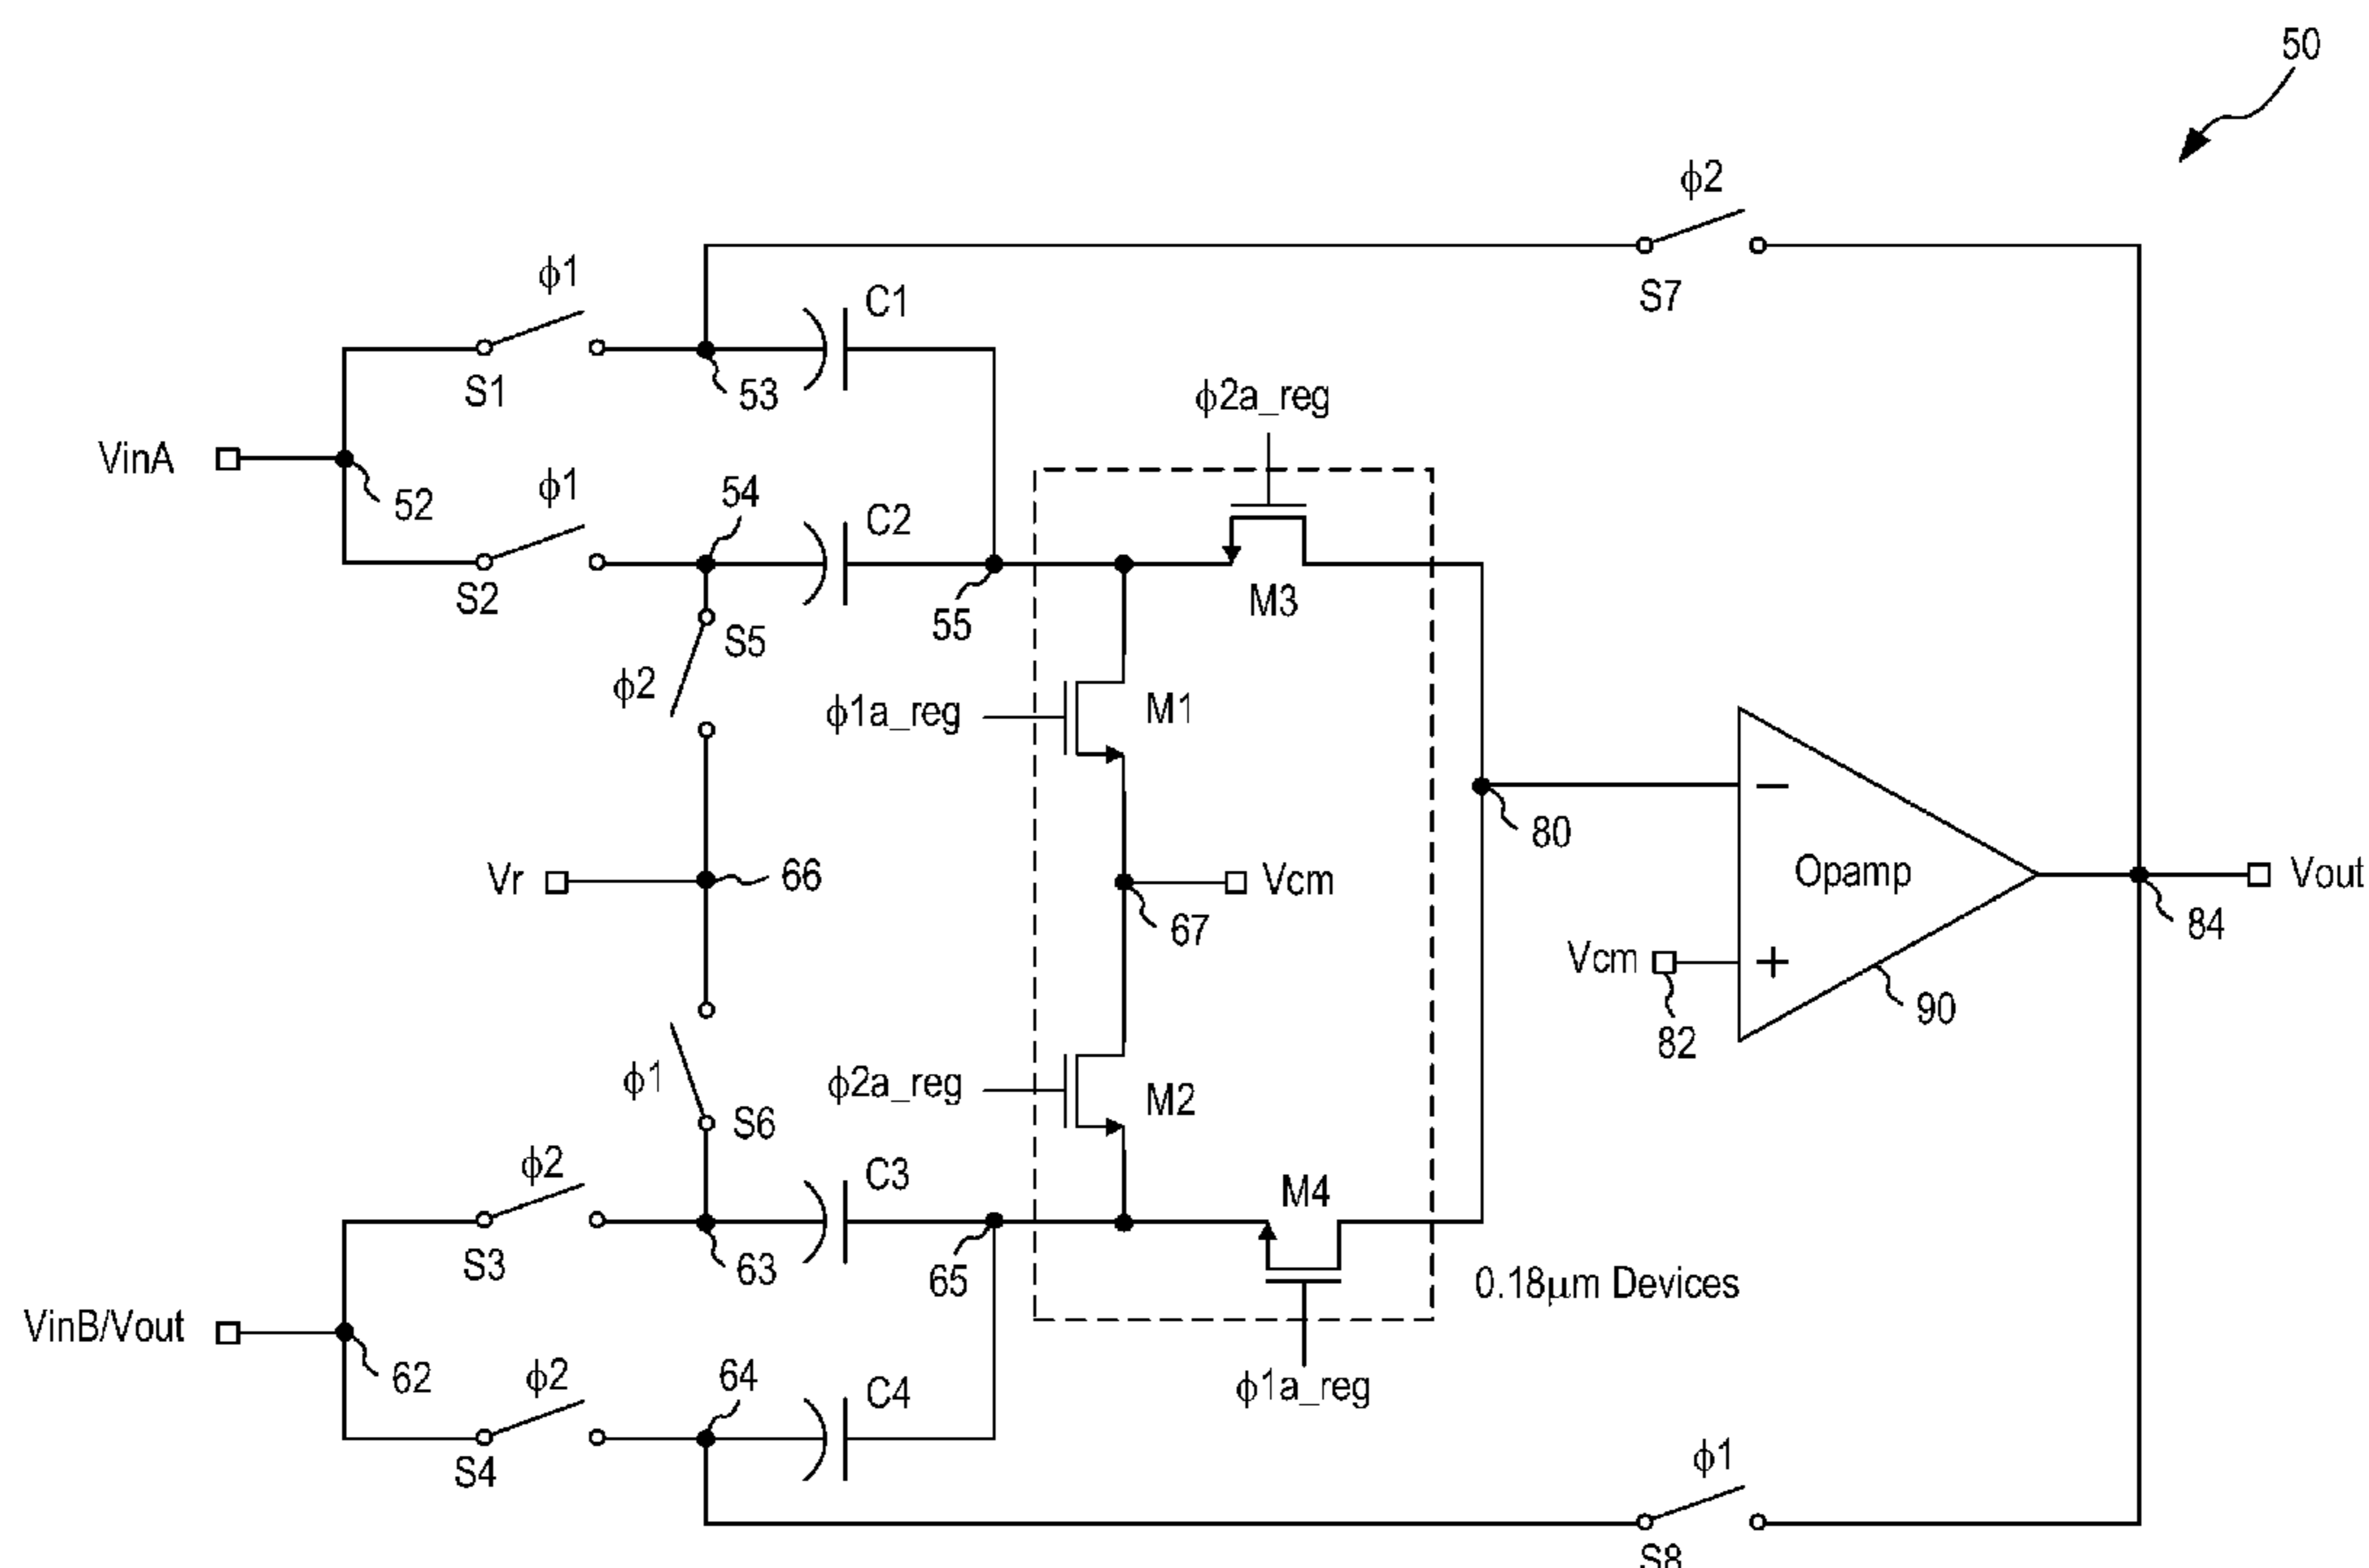 50
ϕ2
S7
ϕ1
S1
C1
53
ϕ2a_reg
VinA
52
ϕ1
S2
54
C2
55
M3
S5
ϕ2
ϕ1a_reg
M1
Vr
66
Vcm
67
80
Opamp
−
+
Vcm
82
90
84
Vout
ϕ1
S6
ϕ2a_reg
M2
ϕ2
S3
63
C3
65
M4
0.18μm Devices
VinB/Vout
62
ϕ2
S4
64
C4
ϕ1a_reg
ϕ1
S8